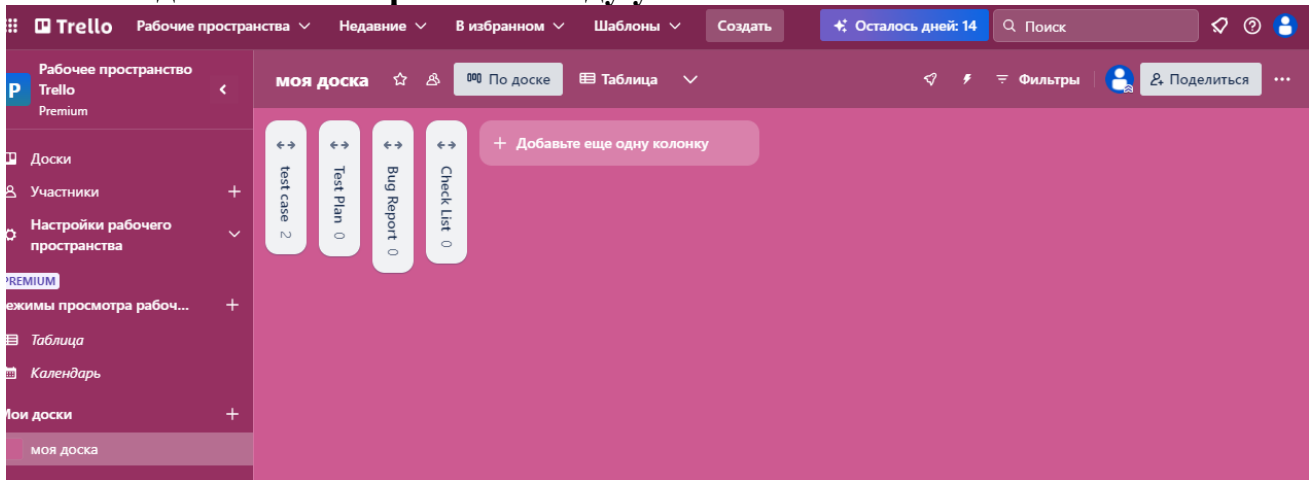 Trello
Рабочие пространства
Недавние
В избранном
Шаблоны
Создать
Осталось дней: 14
Поиск
Рабочее пространство
Trello
Premium
P
моя доска
По доске
Таблица
Фильтры
Поделиться
Доски
Участники
Настройки рабочего
пространства
PREMIUM
ежимы просмотра рабоч...
Таблица
Календарь
Мои доски
моя доска
test case 2
Test Plan 0
Bug Report 0
Check List 0
+ Добавьте еще одну колонку